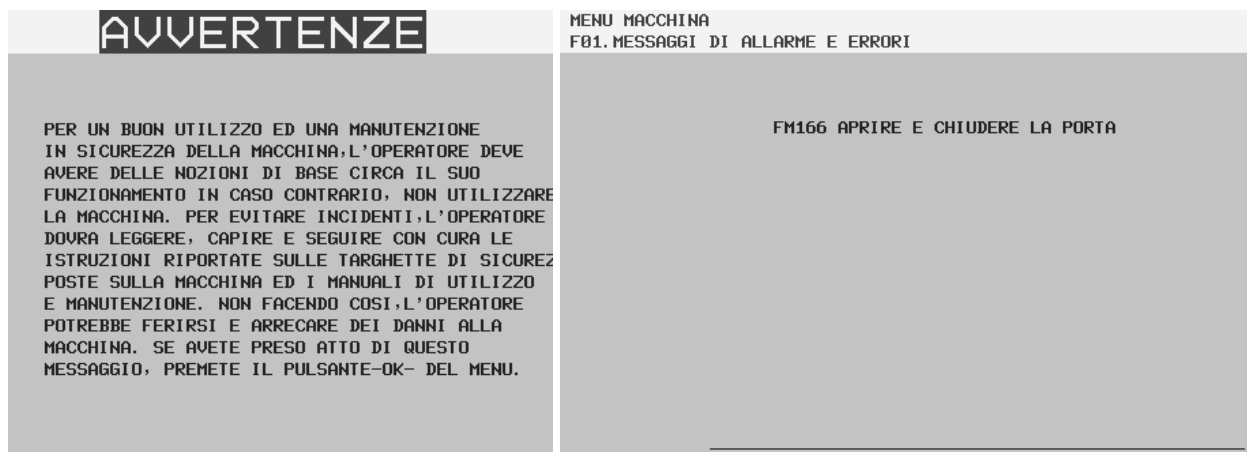 AVVERTENZE
PER UN BUON UTILIZZO ED UNA MANUTENZIONE
IN SICUREZZA DELLA MACCHINA,L'OPERATORE DEVE
AVERE DELLE NOZIONI DI BASE CIRCA IL SUO
FUNZIONAMENTO IN CASO CONTRARIO, NON UTILIZZARE
LA MACCHINA. PER EVITARE INCIDENTI,L'OPERATORE
DOVRA LEGGERE, CAPIRE E SEGUIRE CON CURA LE
ISTRUZIONI RIPORTATE SULLE TARGHETTE DI SICUREZ
POSTE SULLA MACCHINA ED I MANUALI DI UTILIZZO
E MANUTENZIONE. NON FACENDO COSI,L'OPERATORE
POTREBBE FERIRSI E ARRECARE DEI DANNI ALLA
MACCHINA. SE AVETE PRESO ATTO DI QUESTO
MESSAGGIO, PREMETE IL PULSANTE-OK- DEL MENU.
MENU MACCHINA
F01.MESSAGGI DI ALLARME E ERRORI
FM166 APRIRE E CHIUDERE LA PORTA